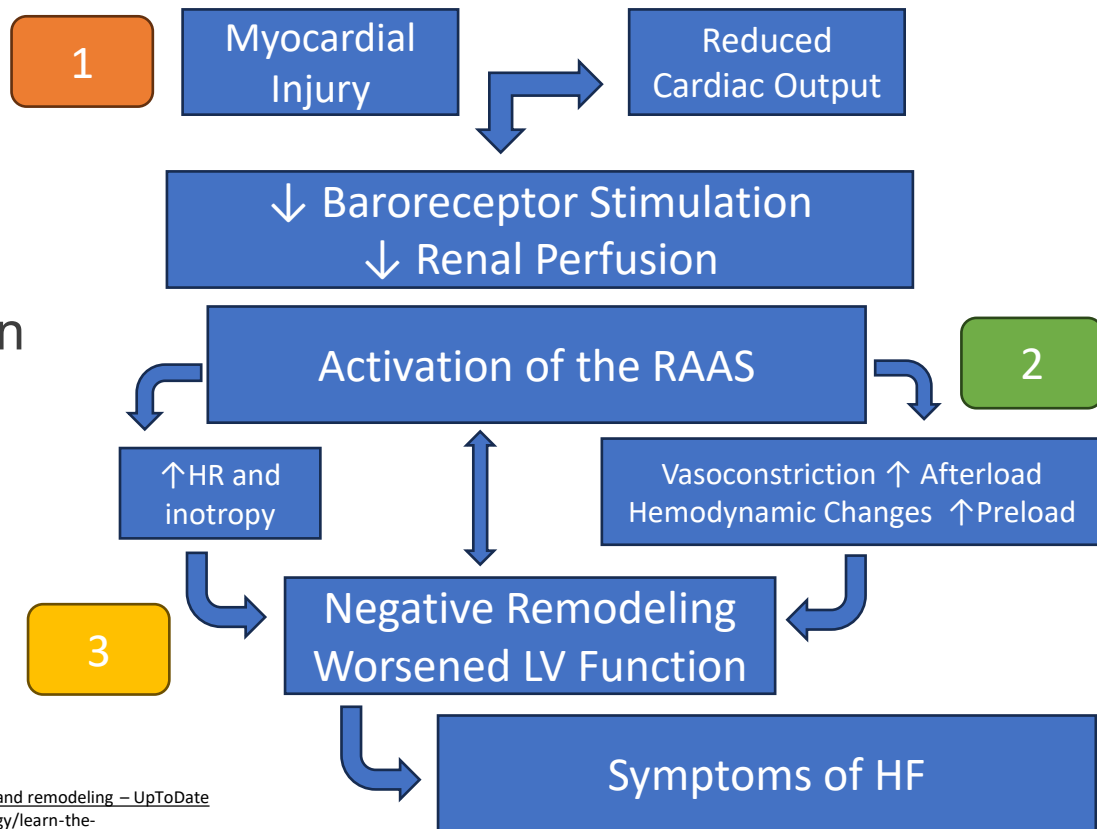 1
Myocardial
Injury
Reduced
Cardiac Output
↓ Baroreceptor Stimulation
↓ Renal Perfusion
n
Activation of the RAAS
2
↑HR and
inotropy
Vasoconstriction ↑ Afterload
Hemodynamic Changes ↑Preload
3
Negative Remodeling
Worsened LV Function
Symptoms of HF
and remodeling – UpToDate
gy/learn-the-